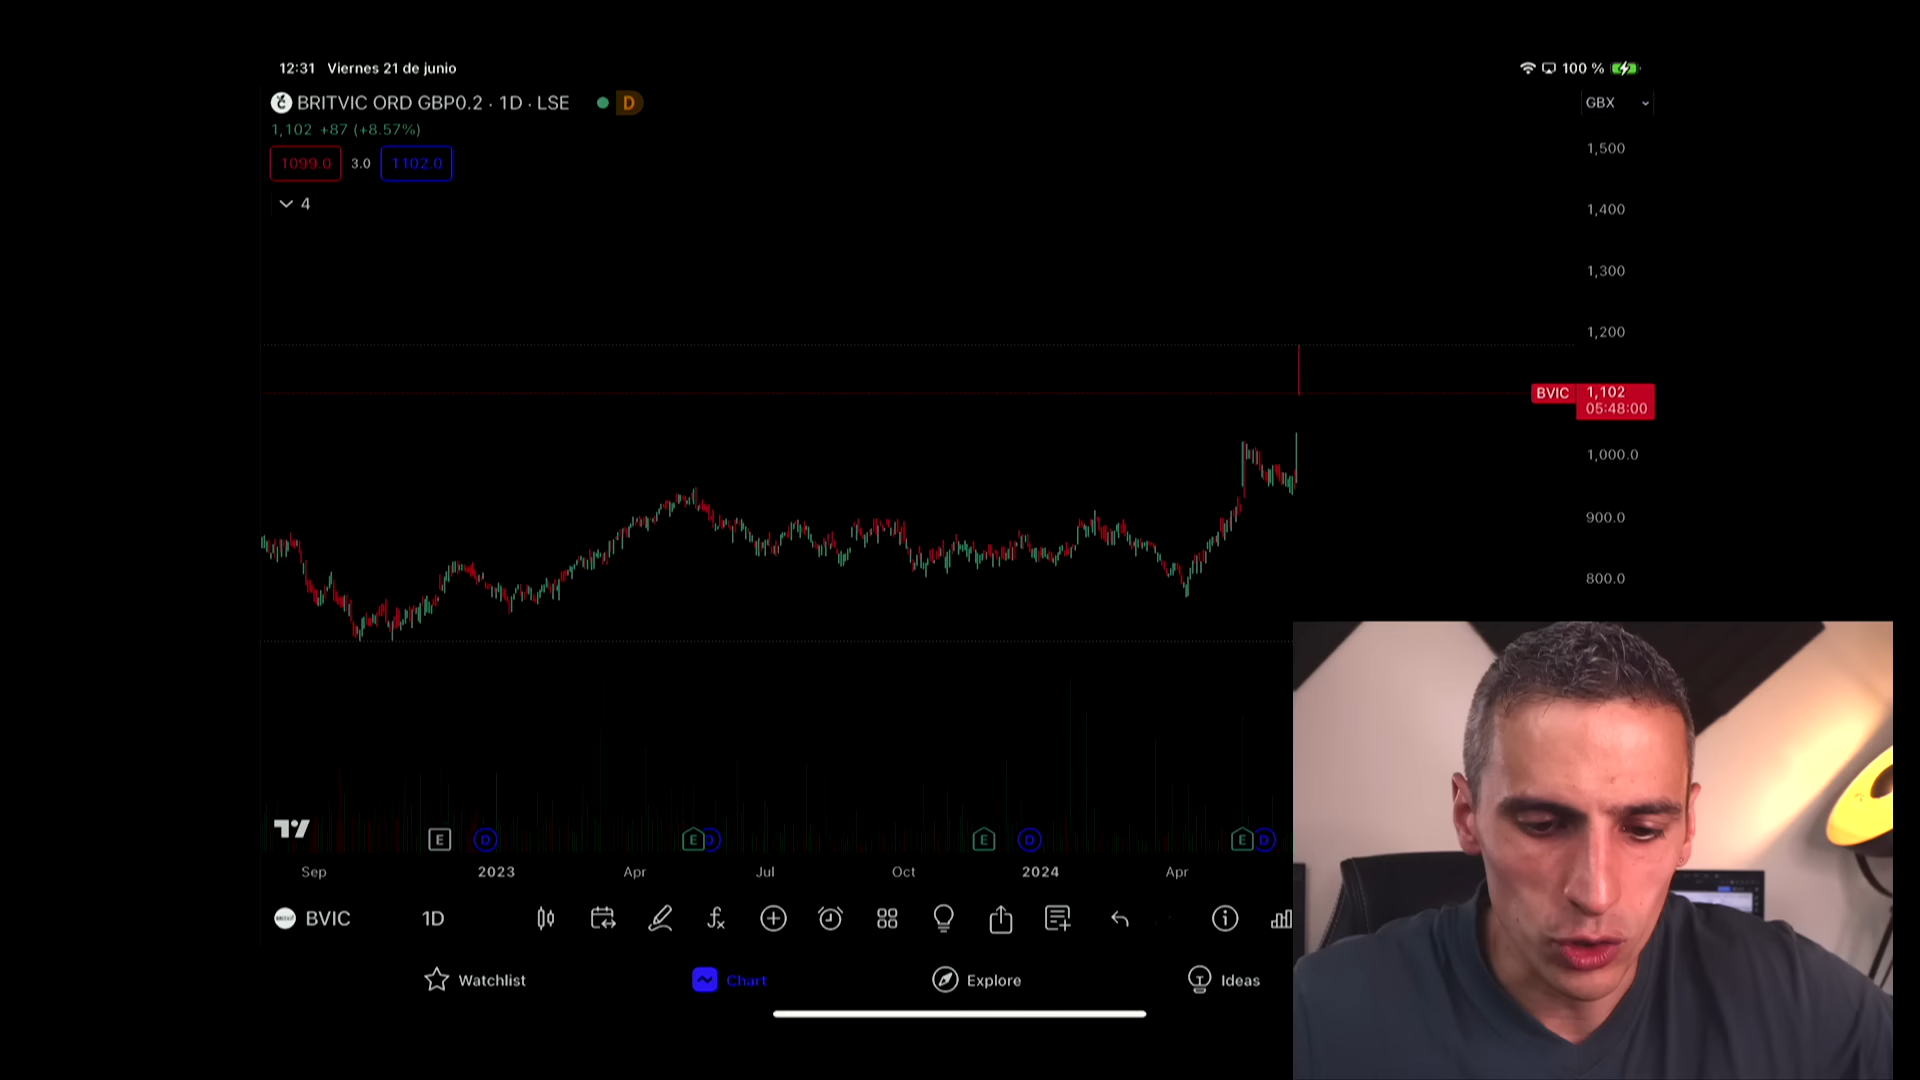 12:31 Viernes 21 de junio
100 %
BRITVIC ORD GBP0.2 · 1D · LSE
D
GBX
1,102 +87 (+8.57%)
1099.0 3.0 1102.0
4
1,500
1,400
1,300
1,200
BVIC 1,102
05:48:00
1,000.0
900.0
800.0
E D E D E D E D
Sep 2023 Apr Jul Oct 2024 Apr
BVIC 1D
Watchlist Chart Explore Ideas